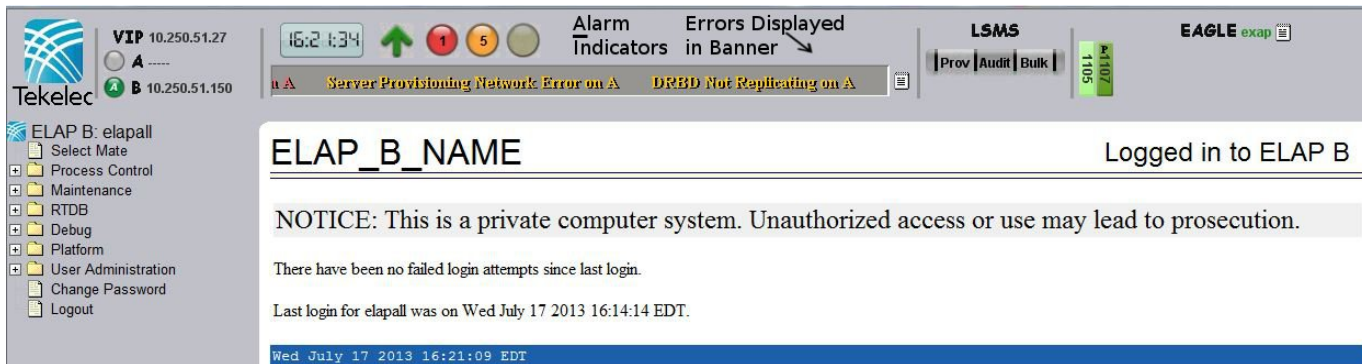 Tekelec
VIP 10.250.51.27
A -----
A B 10.250.51.150
16:21:34
1
5
Alarm
Indicators
Errors Displayed
in Banner
n A Server Provisioning Network Error on A DRBD Not Replicating on A
LSMS
Prov Audit Bulk
1105
P 1107
EAGLE exap
ELAP B: elapall
Select Mate
Process Control
Maintenance
RTDB
Debug
Platform
User Administration
Change Password
Logout
ELAP_B_NAME
Logged in to ELAP B
NOTICE: This is a private computer system. Unauthorized access or use may lead to prosecution.
There have been no failed login attempts since last login.
Last login for elapall was on Wed July 17 2013 16:14:14 EDT.
Wed July 17 2013 16:21:09 EDT